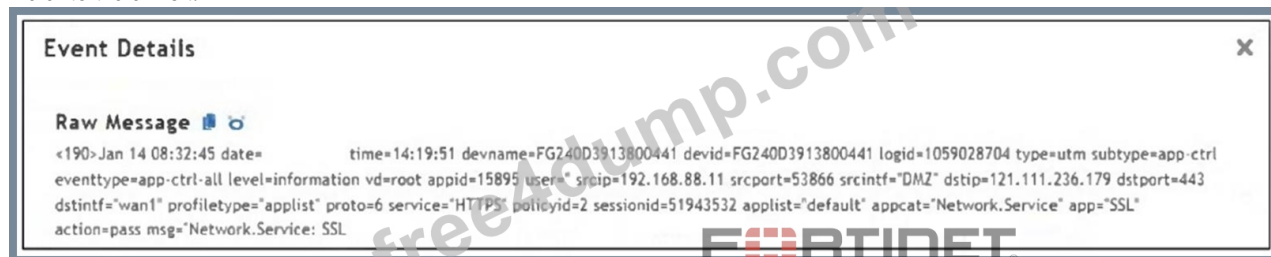 Event Details
Raw Message
<190>Jan 14 08:32:45 date= time=14:19:51 devname=FG240D3913800441 devid=FG240D3913800441 logid=1059028704 type=utm subtype=app-ctrl
eventtype=app-ctrl-all level=information vd=root appid=15895 user=" srcip=192.168.88.11 srcport=53866 srcintf="DMZ" dstip=121.111.236.179 dstport=443
dstintf="wan1" profiletype="applist" proto=6 service="HTTPS" policyid=2 sessionid=51943532 applist="default" appcat="Network.Service" app="SSL"
action=pass msg="Network.Service: SSL
free4dump.com
FORTINET